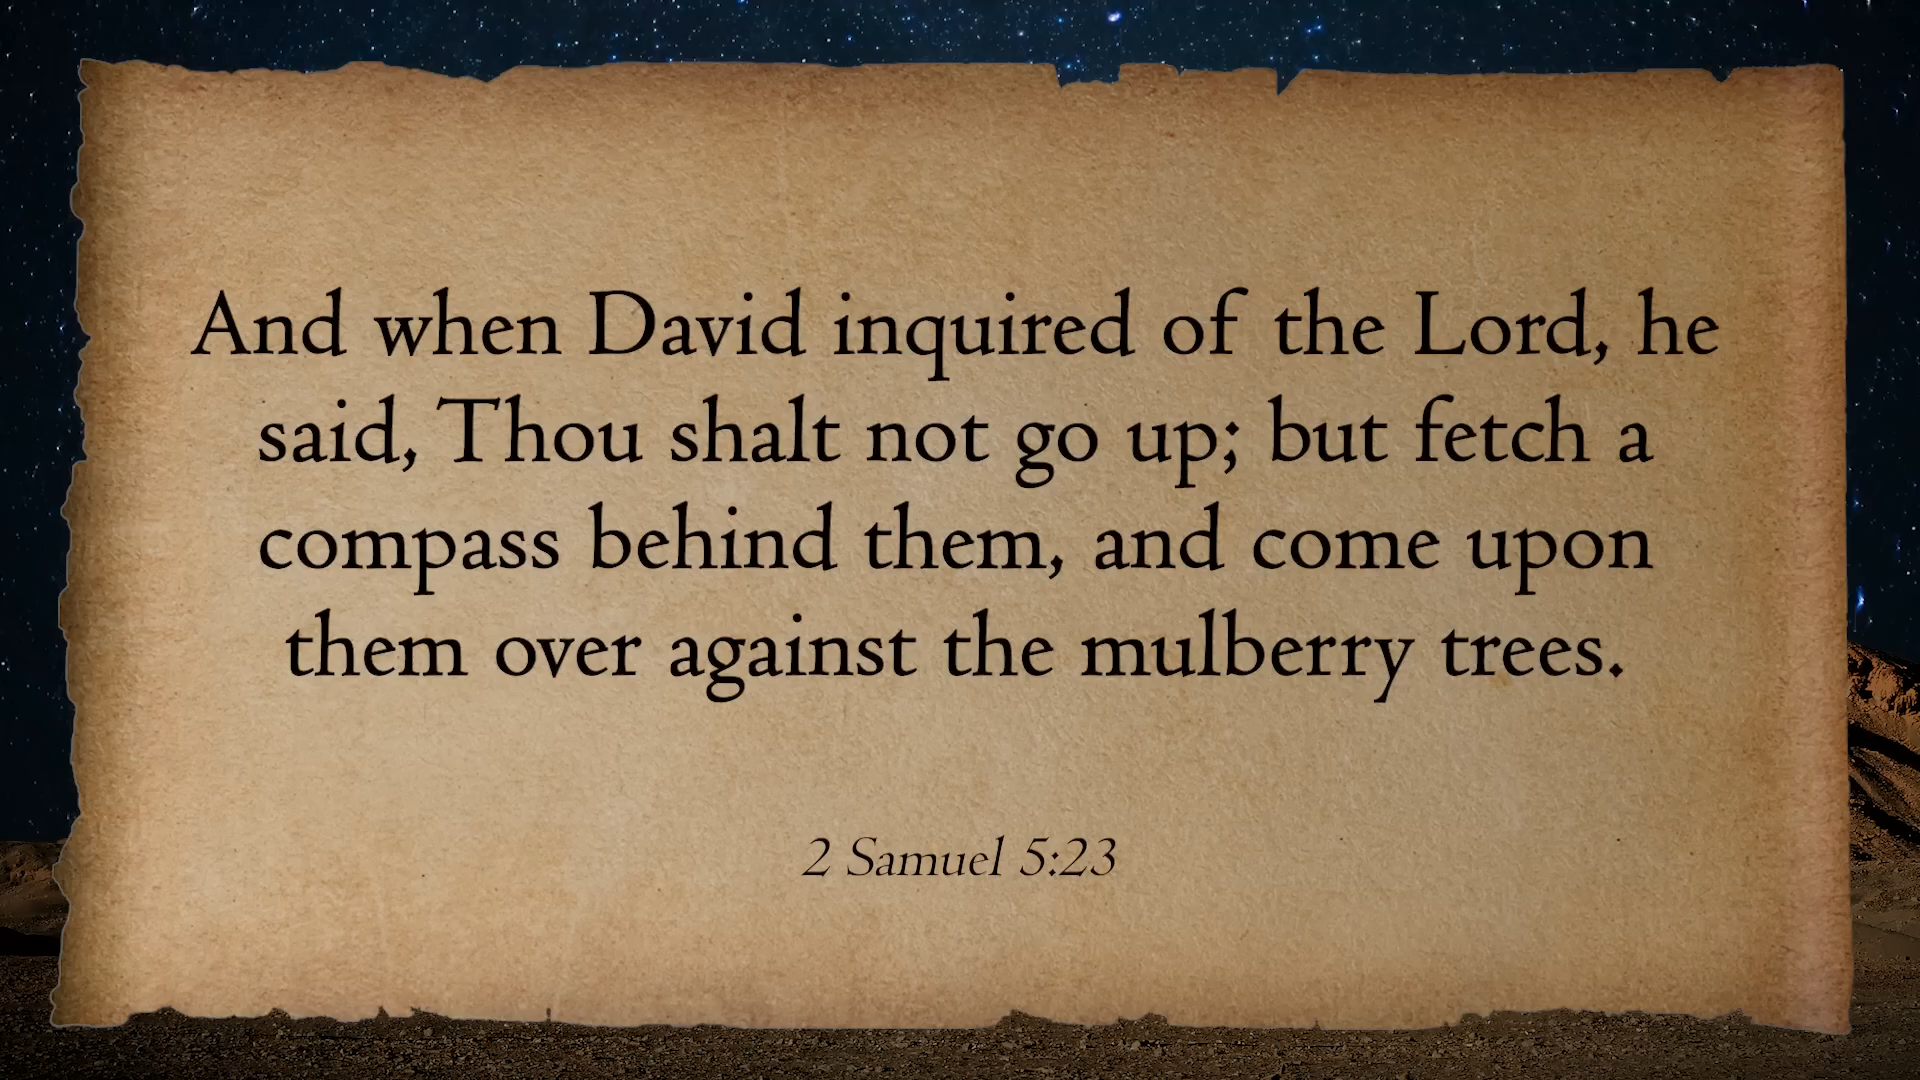 And when David inquired of the Lord, he
said, Thou shalt not go up; but fetch a
compass behind them, and come upon
them over against the mulberry trees.
2 Samuel 5:23